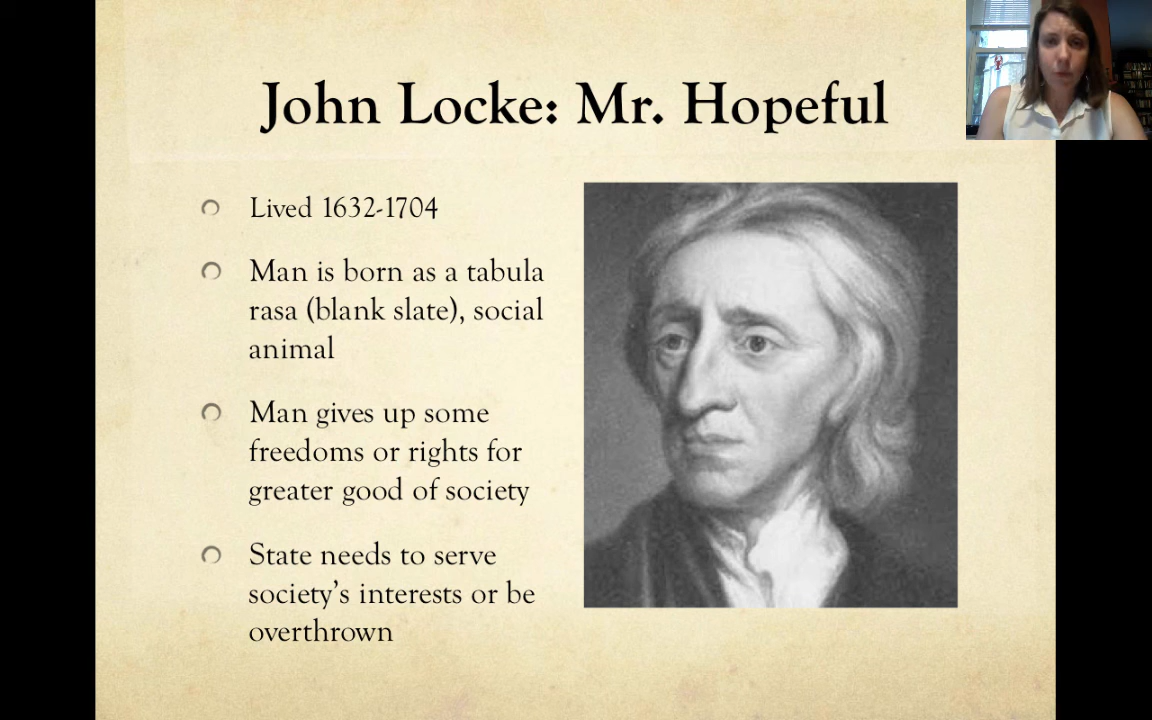 John Locke: Mr. Hopeful
Lived 1632-1704
Man is born as a tabula
rasa (blank slate), social
animal
Man gives up some
freedoms or rights for
greater good of society
State needs to serve
society’s interests or be
overthrown